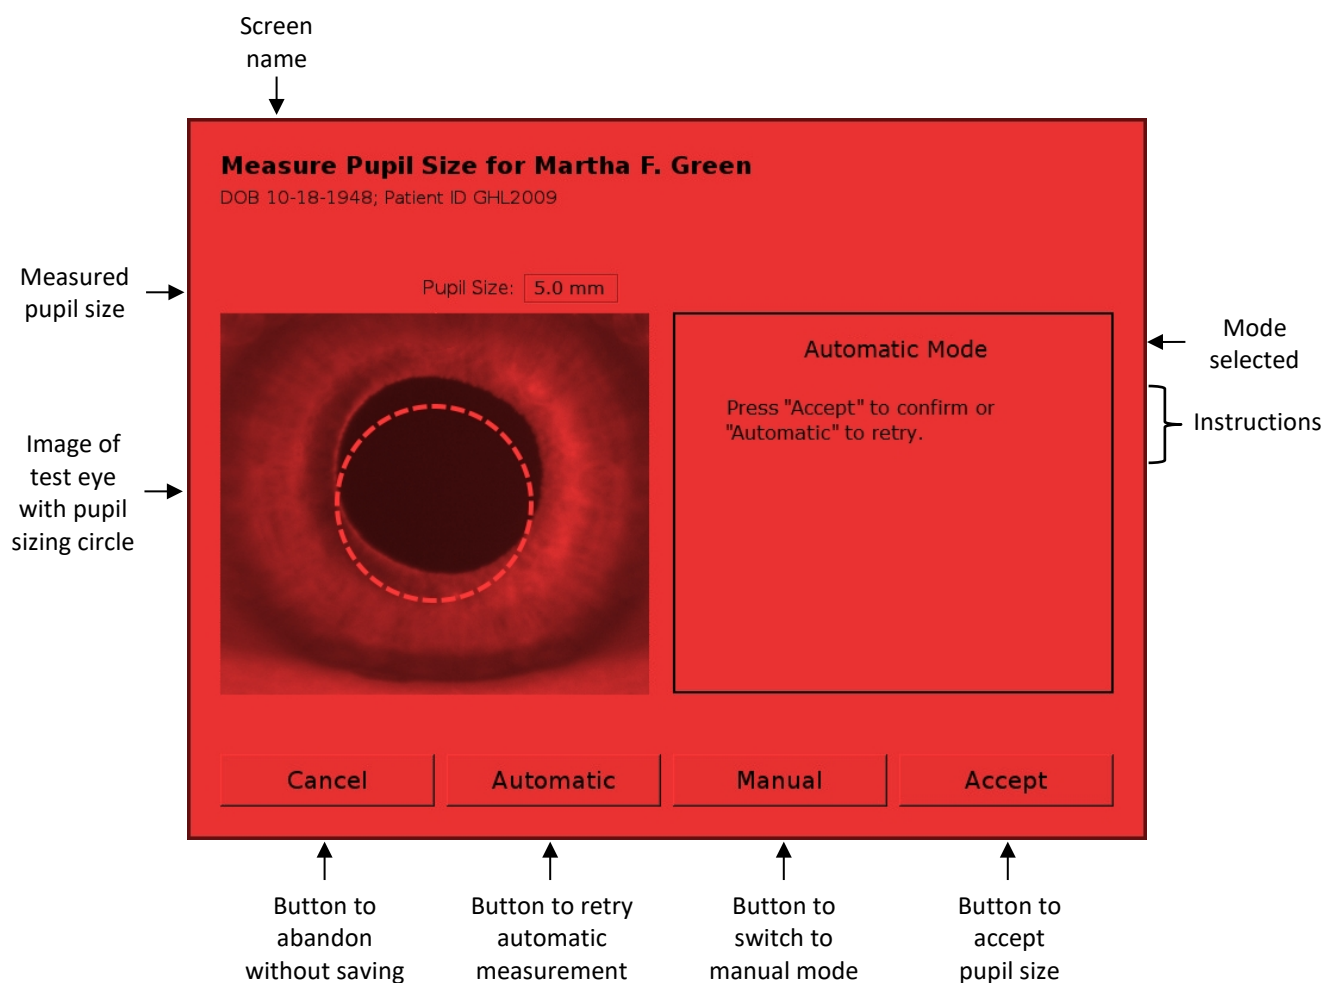 Screen
name
Measure Pupil Size for Martha F. Green
DOB 10-18-1948; Patient ID GHL2009
Measured
pupil size
Pupil Size: 5.0 mm
Automatic Mode
Mode
selected
Press "Accept" to confirm or
"Automatic" to retry.
Instructions
Image of
test eye
with pupil
sizing circle
Cancel
Automatic
Manual
Accept
Button to
abandon
without saving
Button to retry
automatic
measurement
Button to
switch to
manual mode
Button to
accept
pupil size